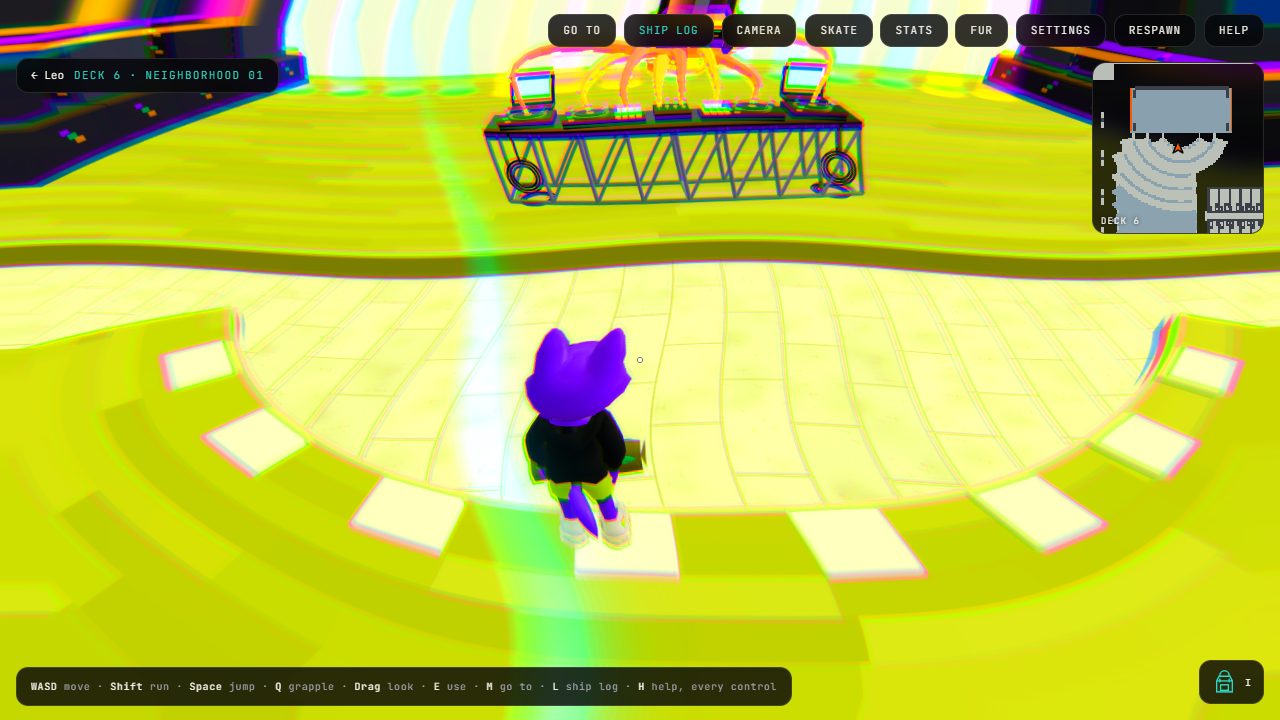 GO TO
SHIP LOG
CAMERA
SKATE
STATS
FUR
SETTINGS
RESPAWN
HELP
← Leo DECK 6 · NEIGHBORHOOD 01
DECK 6
WASD move · Shift run · Space jump · Q grapple · Drag look · E use · M go to · L ship log · H help, every control
I